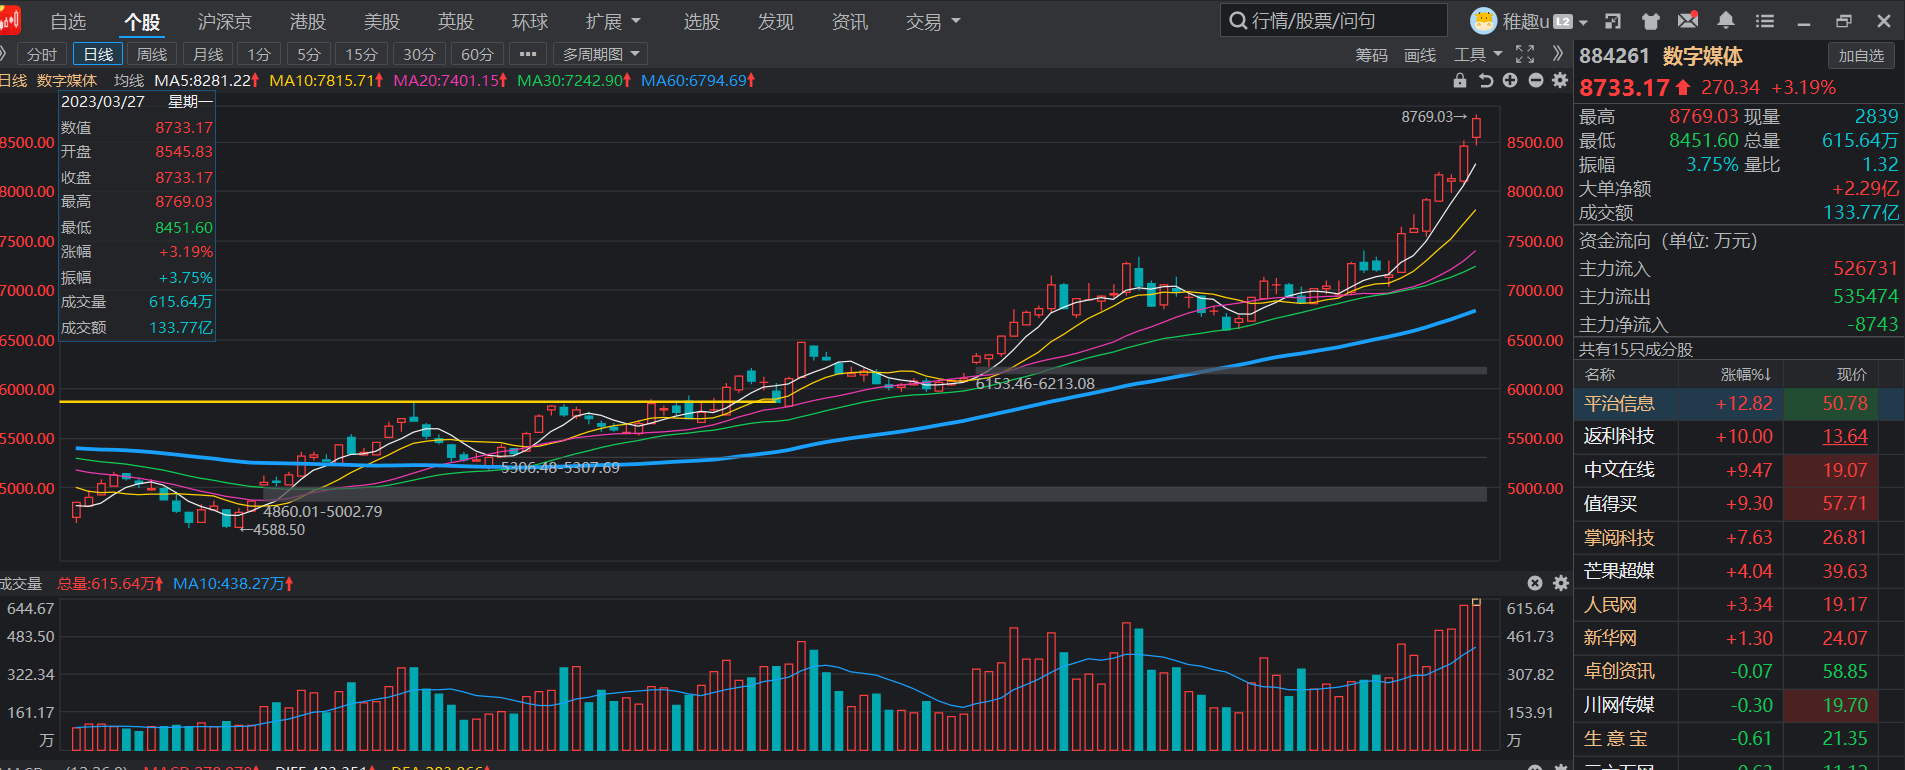 自选 个股 沪深京 港股 美股 英股 环球 扩展 选股 发现 资讯 交易 行情/股票/问句 稚趣u L2
分时 日线 周线 月线 1分 5分 15分 30分 60分 ••• 多周期图 筹码 画线 工具
日线 数字媒体 均线 MA5:8281.22 MA10:7815.71 MA20:7401.15 MA30:7242.90 MA60:6794.69
2023/03/27 星期一
数值 8733.17
开盘 8545.83
收盘 8733.17
最高 8769.03
最低 8451.60
涨幅 +3.19%
振幅 +3.75%
成交量 615.64万
成交额 133.77亿
8500.00
8000.00
7500.00
7000.00
6500.00
6000.00
5500.00
5000.00
8769.03→
6153.46-6213.08
5306.48-5307.69
4860.01-5002.79
←4588.50
8500.00
8000.00
7500.00
7000.00
6500.00
6000.00
5500.00
5000.00
成交量 总量:615.64万 MA10:438.27万
644.67
483.50
322.34
161.17
万
615.64
461.73
307.82
153.91
万
884261 数字媒体 加自选
8733.17 270.34 +3.19%
最高 8769.03 现量 2839
最低 8451.60 总量 615.64万
振幅 3.75% 量比 1.32
大单净额 +2.29亿
成交额 133.77亿
资金流向 (单位: 万元)
主力流入 526731
主力流出 535474
主力净流入 -8743
共有15只成分股
名称 涨幅%↓ 现价
平治信息 +12.82 50.78
返利科技 +10.00 13.64
中文在线 +9.47 19.07
值得买 +9.30 57.71
掌阅科技 +7.63 26.81
芒果超媒 +4.04 39.63
人民网 +3.34 19.17
新华网 +1.30 24.07
卓创资讯 -0.07 58.85
川网传媒 -0.30 19.70
生意宝 -0.61 21.35